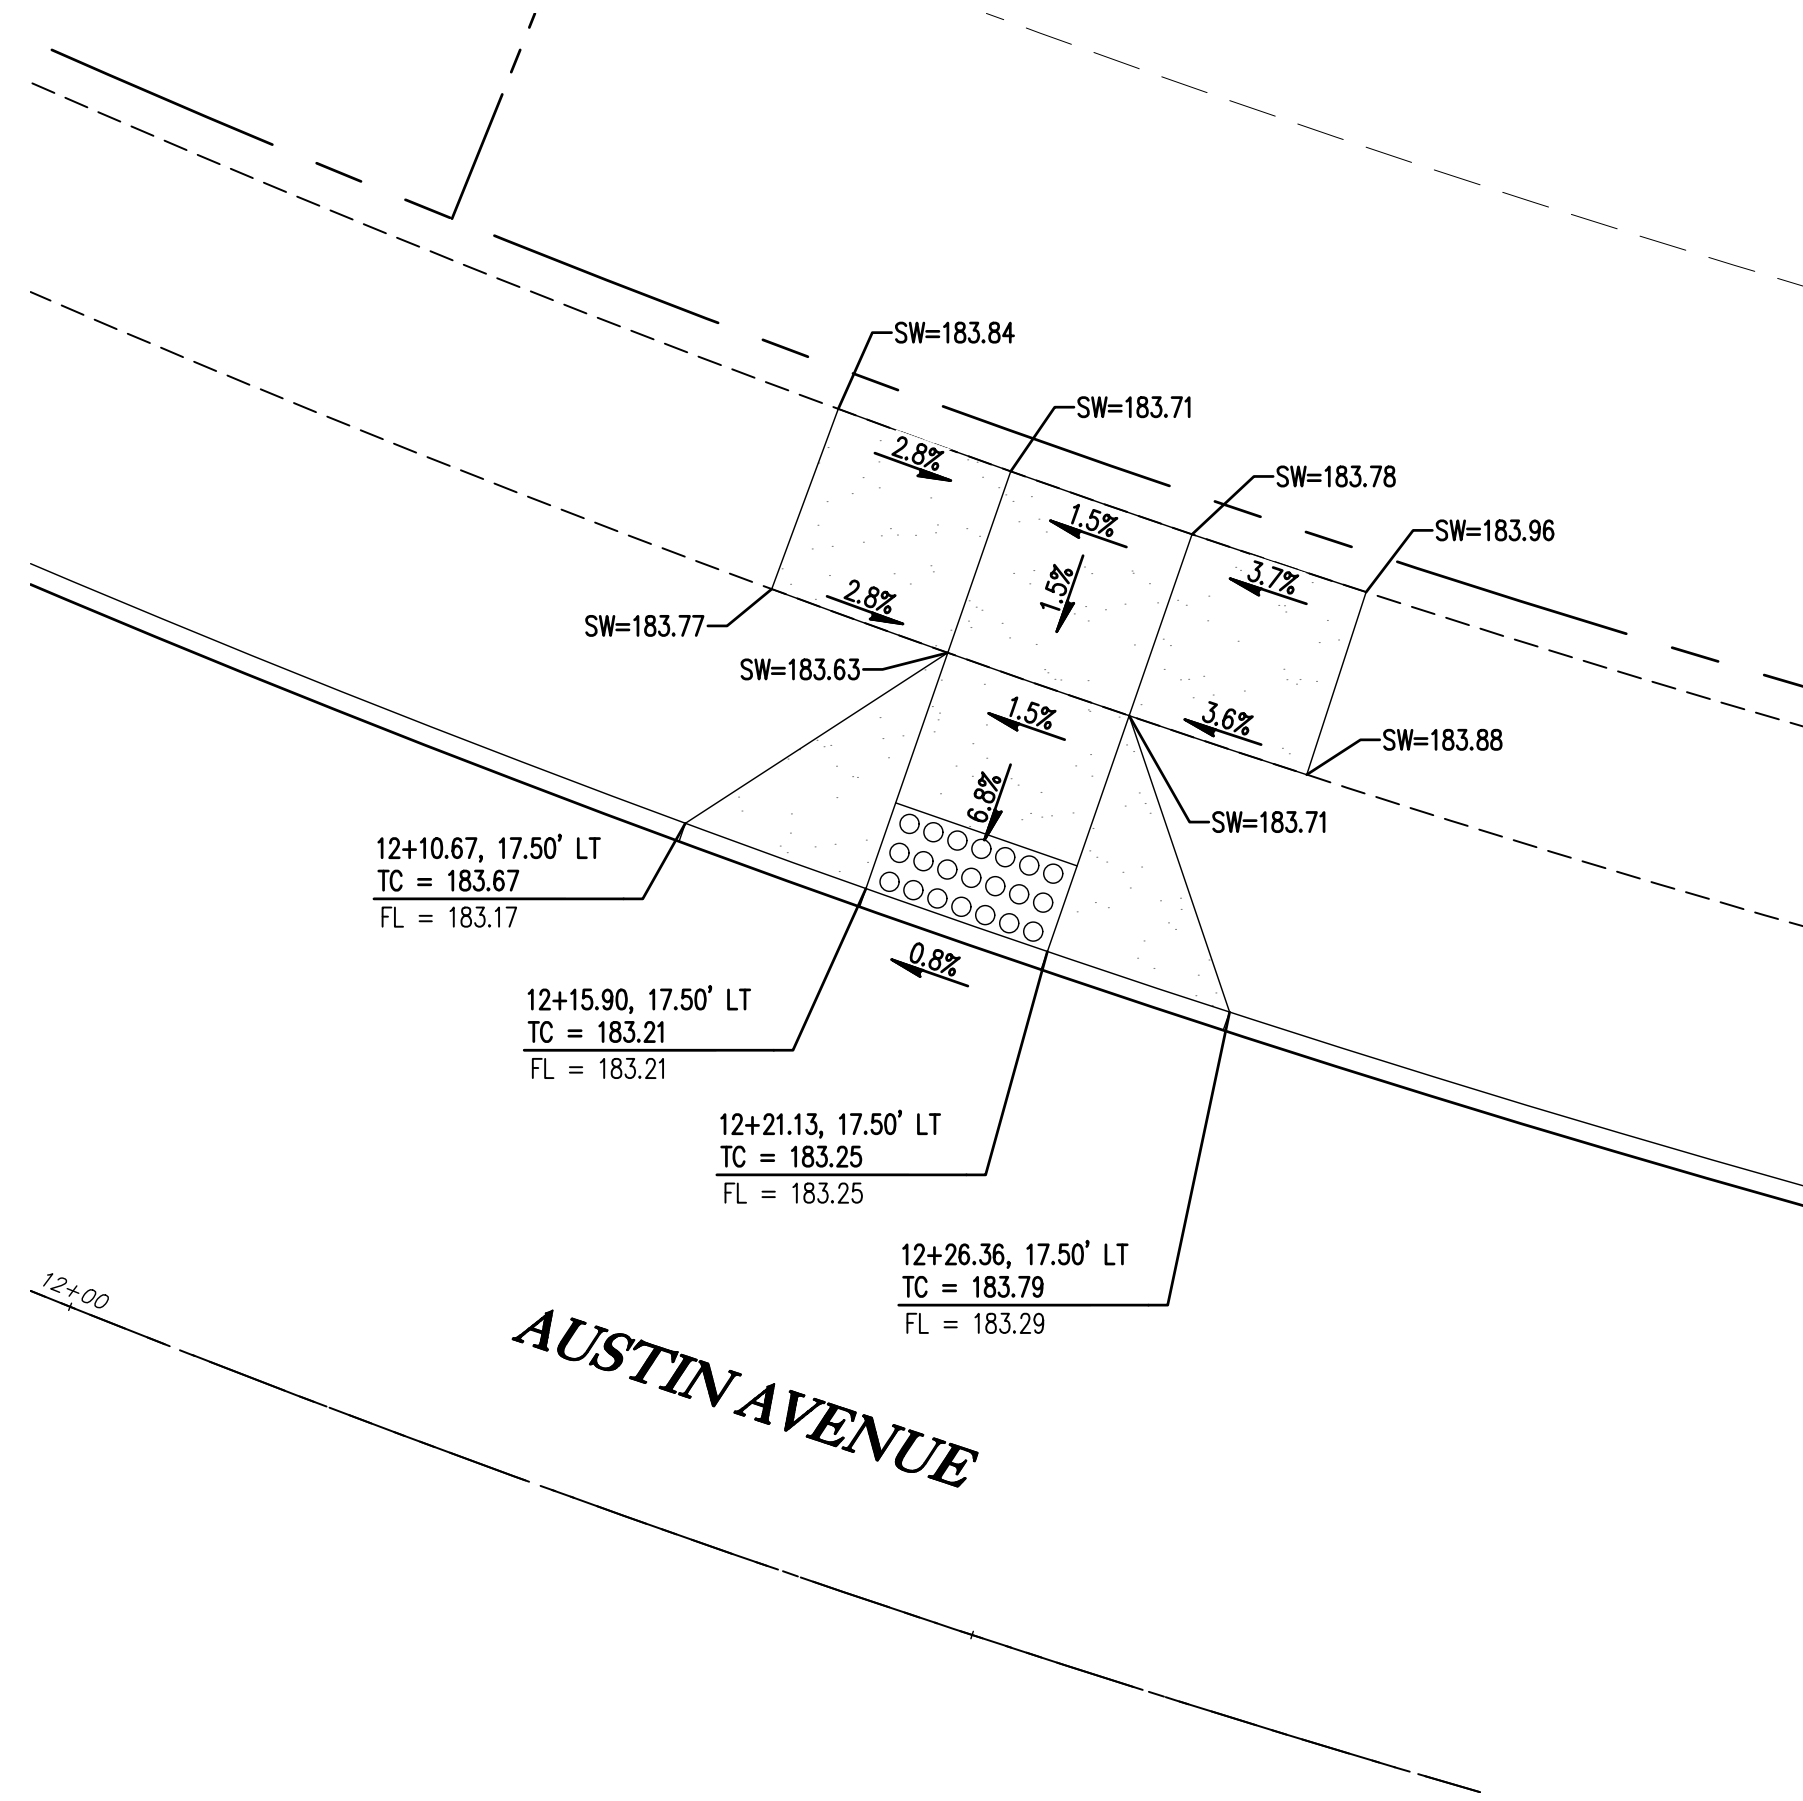 SW=183.84
SW=183.71
2.8%
SW=183.78
1.5%
SW=183.96
1.5%
3.7%
2.8%
SW=183.77
SW=183.63
1.5%
3.6%
SW=183.88
6.8%
SW=183.71
12+10.67, 17.50' LT
TC = 183.67
FL = 183.17
0.8%
12+15.90, 17.50' LT
TC = 183.21
FL = 183.21
12+21.13, 17.50' LT
TC = 183.25
FL = 183.25
12+26.36, 17.50' LT
TC = 183.79
FL = 183.29
12+00
AUSTIN AVENUE